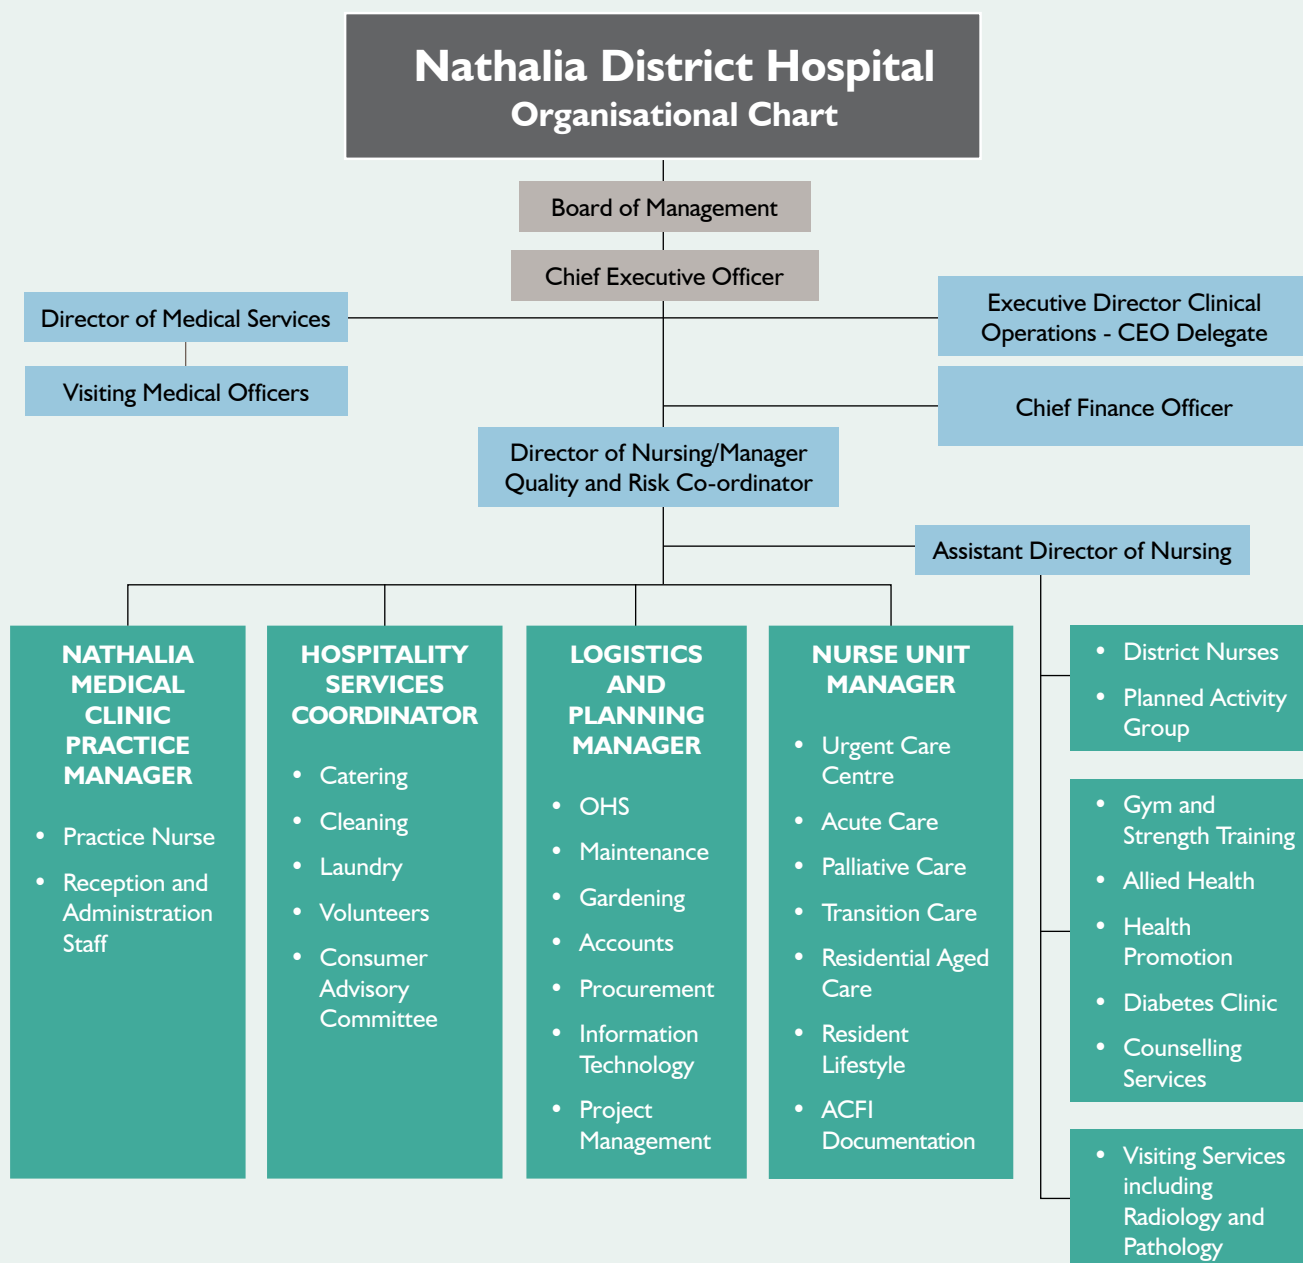 Nathalia District Hospital
Organisational Chart
Board of Management
Chief Executive Officer
Director of Medical Services
Visiting Medical Officers
Executive Director Clinical
Operations - CEO Delegate
Chief Finance Officer
Director of Nursing/Manager
Quality and Risk Co-ordinator
Assistant Director of Nursing
NATHALIA
MEDICAL
CLINIC
PRACTICE
MANAGER
• Practice Nurse
• Reception and
Administration
Staff
HOSPITALITY
SERVICES
COORDINATOR
• Catering
• Cleaning
• Laundry
• Volunteers
• Consumer
Advisory
Committee
LOGISTICS
AND
PLANNING
MANAGER
• OHS
• Maintenance
• Gardening
• Accounts
• Procurement
• Information
Technology
• Project
Management
NURSE UNIT
MANAGER
• Urgent Care
Centre
• Acute Care
• Palliative Care
• Transition Care
• Residential Aged
Care
• Resident
Lifestyle
• ACFI
Documentation
• District Nurses
• Planned Activity
Group
• Gym and
Strength Training
• Allied Health
• Health
Promotion
• Diabetes Clinic
• Counselling
Services
• Visiting Services
including
Radiology and
Pathology